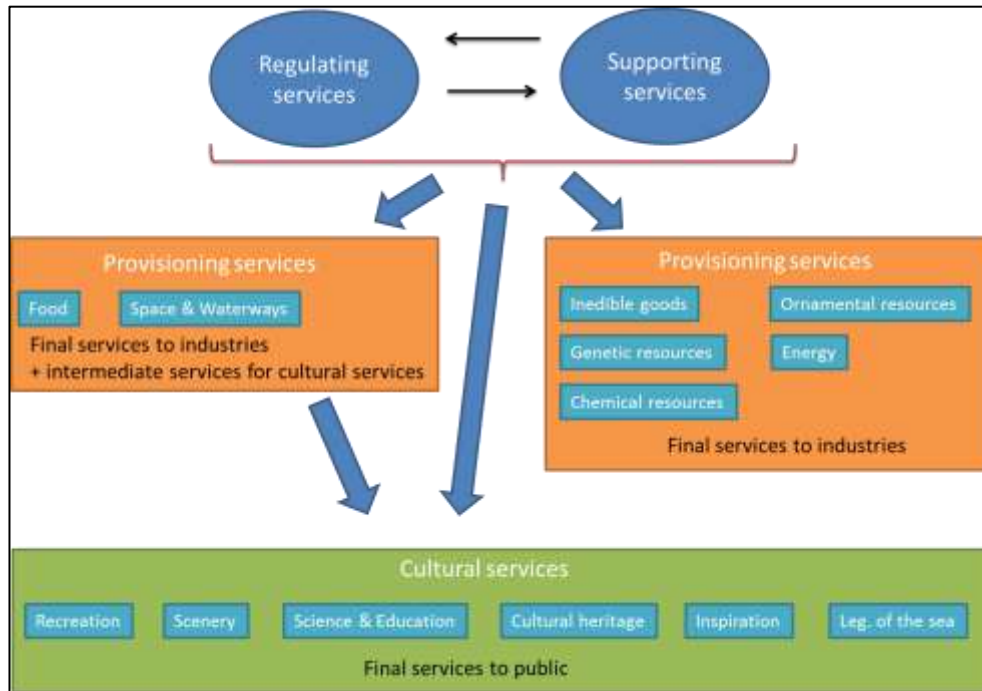 Regulating
services
Supporting
services
Provisioning services
Food
Space & Waterways
Final services to industries
+ intermediate services for cultural services
Provisioning services
Inedible goods
Ornamental resources
Genetic resources
Energy
Chemical resources
Final services to industries
Cultural services
Recreation
Scenery
Science & Education
Cultural heritage
Inspiration
Leg. of the sea
Final services to public